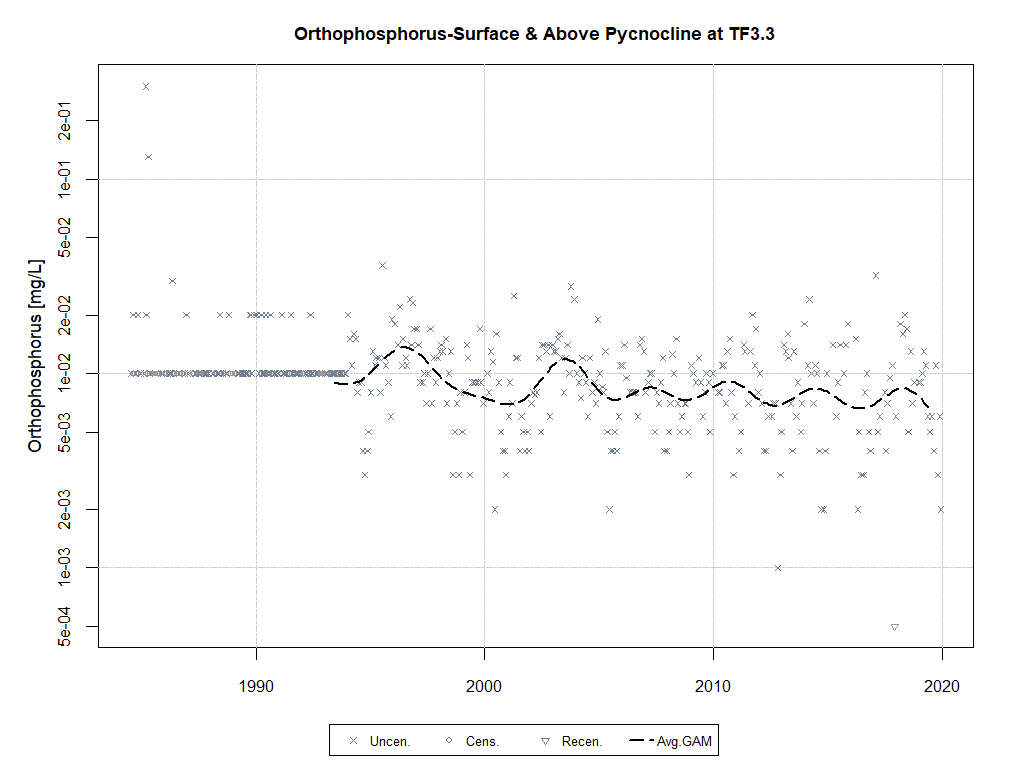 Orthophosphorus-Surface & Above Pycnocline at TF3.3
Orthophosphorus [mg/L]
2e-01
1e-01
5e-02
2e-02
1e-02
5e-03
2e-03
1e-03
5e-04
1990 2000 2010 2020
Uncen. Cens. Recen. Avg.GAM